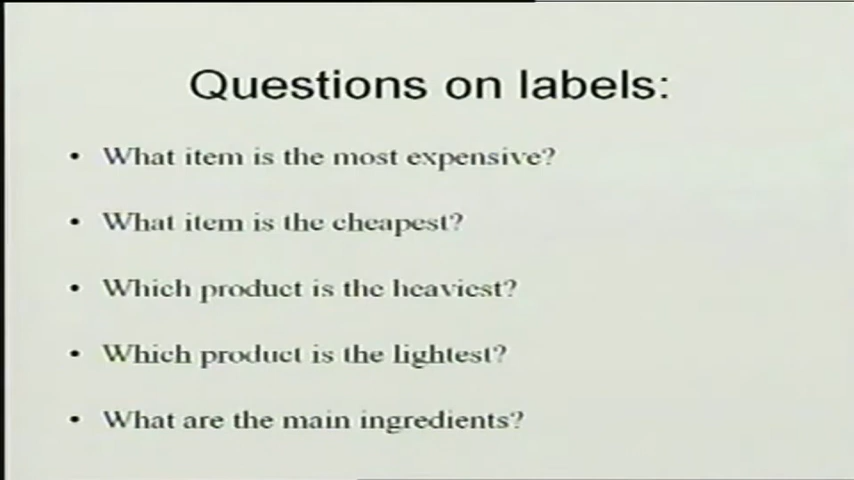 Questions on labels:
• What item is the most expensive?
• What item is the cheapest?
• Which product is the heaviest?
• Which product is the lightest?
• What are the main ingredients?